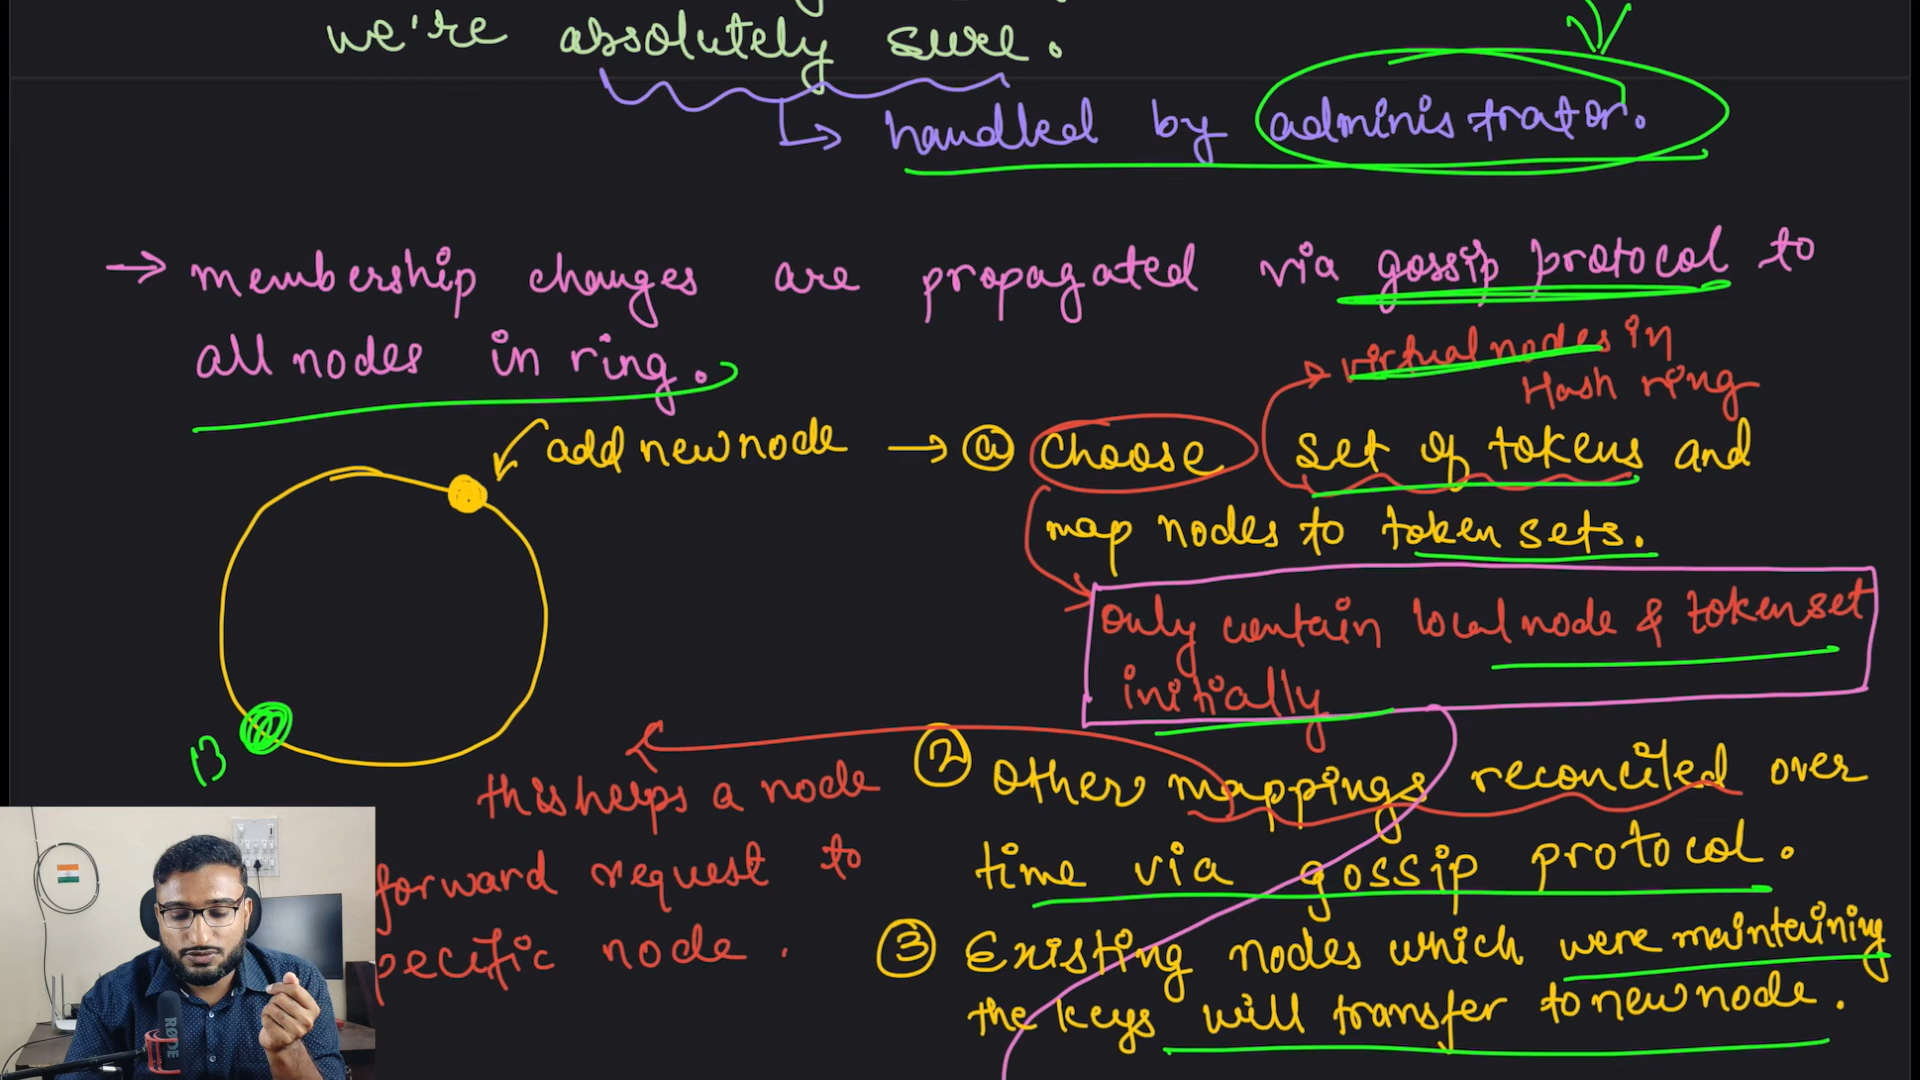 we're absolutely sure.
↳ handled by administrator.
→ membership changes are propagated via gossip protocol to
all nodes in ring.
→ virtual nodes in
Hash ring
add new node → ⓐ choose set of tokens and
map nodes to token sets.
only contain local node & tokenset
initially
13
② Other mappings reconciled over
time via gossip protocol.
this helps a node
forward request to
pecific node.
③ Existing nodes which were maintaining
the keys will transfer to new node.
RØDE